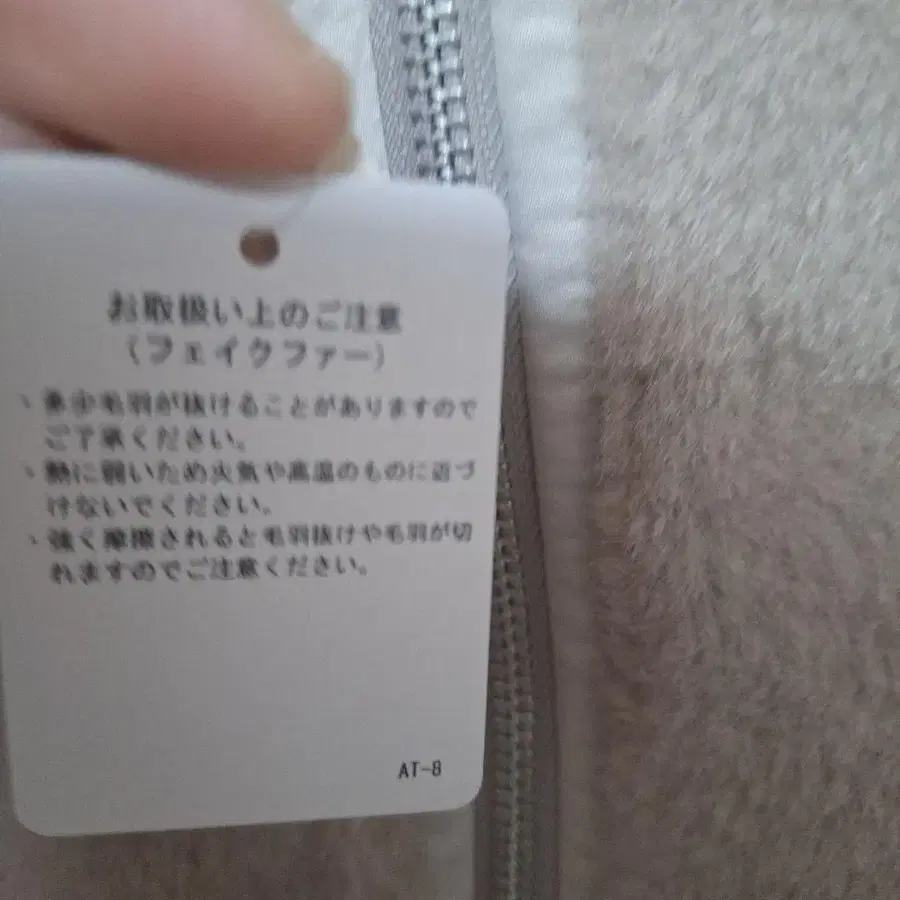 お取扱い上のご注意
（フェイクファー）
・多少毛羽が抜けることがありますので
ご了承ください。
・熱に弱いため火気や高温のものに近づ
けないでください。
・強く摩擦されると毛羽抜けや毛羽が切
れますのでご注意ください。
AT-8